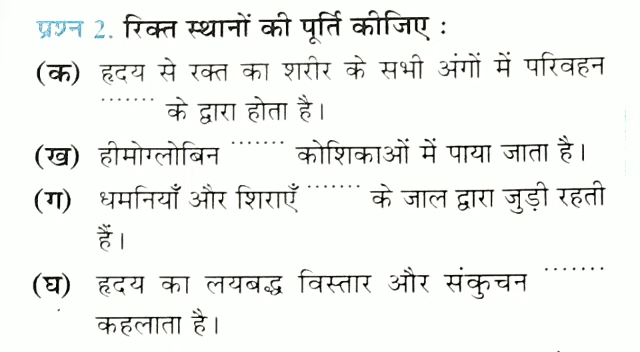 प्रश्न 2. रिक्त स्थानों की पूर्ति कीजिए :
(क) हृदय से रक्त का शरीर के सभी अंगों में परिवहन
....... के द्वारा होता है।
(ख) हीमोग्लोबिन ....... कोशिकाओं में पाया जाता है।
(ग) धमनियाँ और शिराएँ ....... के जाल द्वारा जुड़ी रहती
हैं।
(घ) हृदय का लयबद्ध विस्तार और संकुचन .......
कहलाता है।